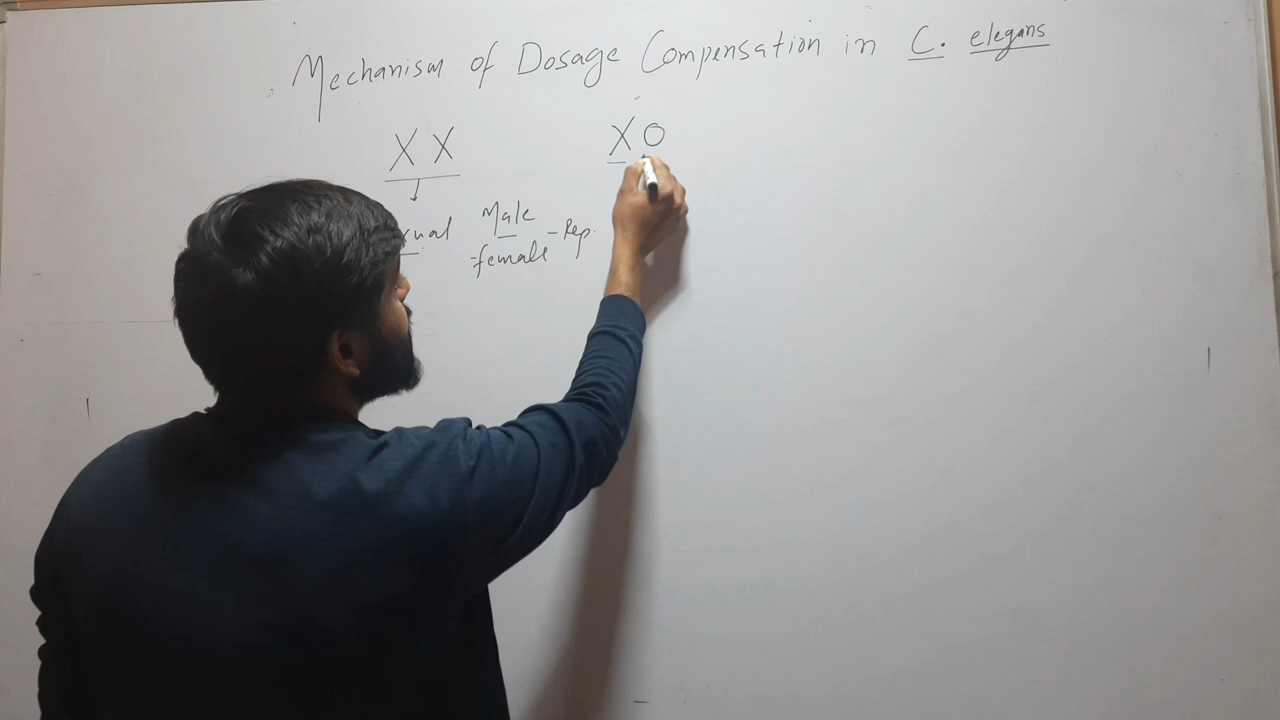 Mechanism of Dosage Compensation in C. elegans
XX XO
Male
female - Rep.